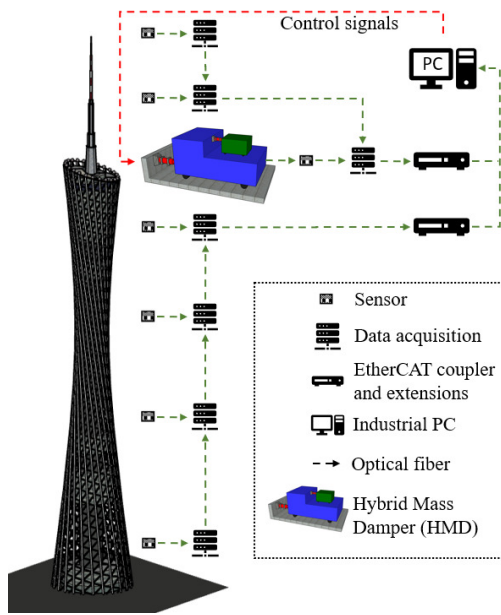 Control signals
PC
Sensor
Data acquisition
EtherCAT coupler
and extensions
Industrial PC
Optical fiber
Hybrid Mass
Damper (HMD)